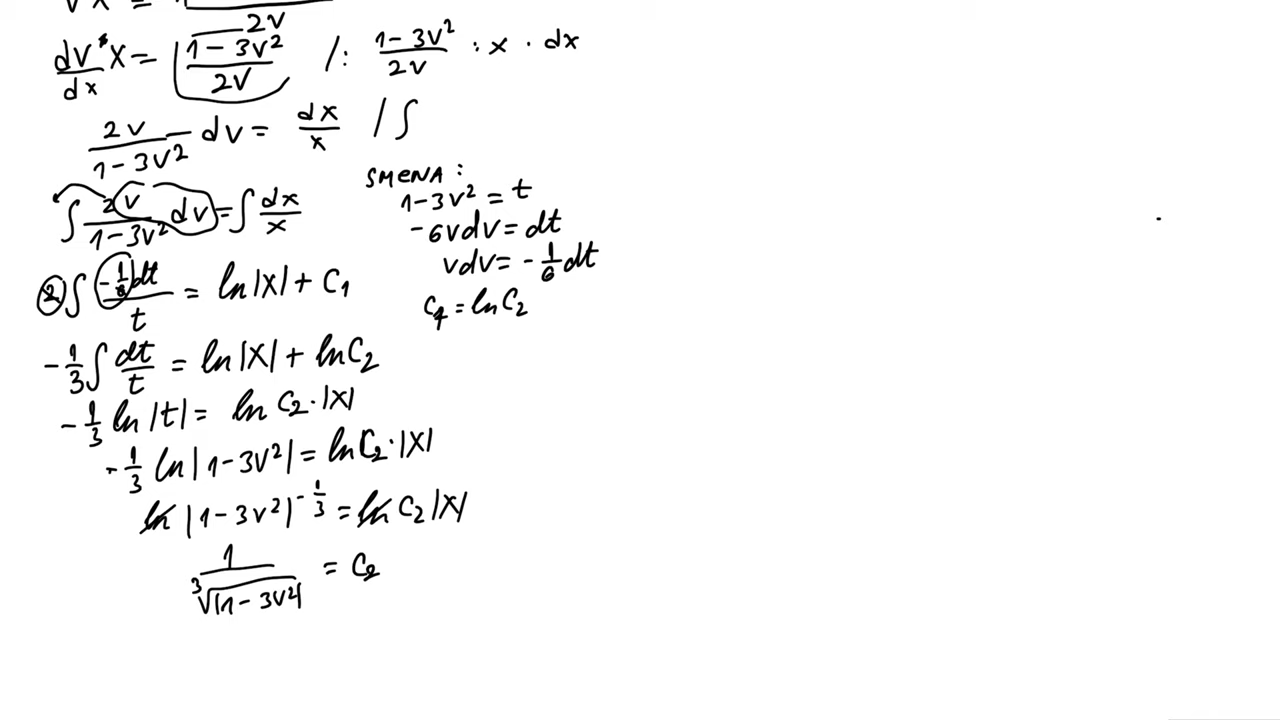 2v
dv/dx · x = (1-3v²)/(2v) /: (1-3v²)/(2v) : x · dx
2v/(1-3v²) dv = dx/x / ∫
∫ 2v/(1-3v²) dv = ∫ dx/x
SMENA:
1-3v² = t
-6vdv = dt
vdv = -1/6 dt
2 ∫ (-1/6 dt)/t = ln|x| + C₁
C₁ = ln C₂
-1/3 ∫ dt/t = ln|x| + ln C₂
-1/3 ln|t| = ln C₂·|x|
-1/3 ln|1-3v²| = ln C₂·|x|
ln |1-3v²|^(-1/3) = ln C₂|x|
1/∛|1-3v²| = C₂